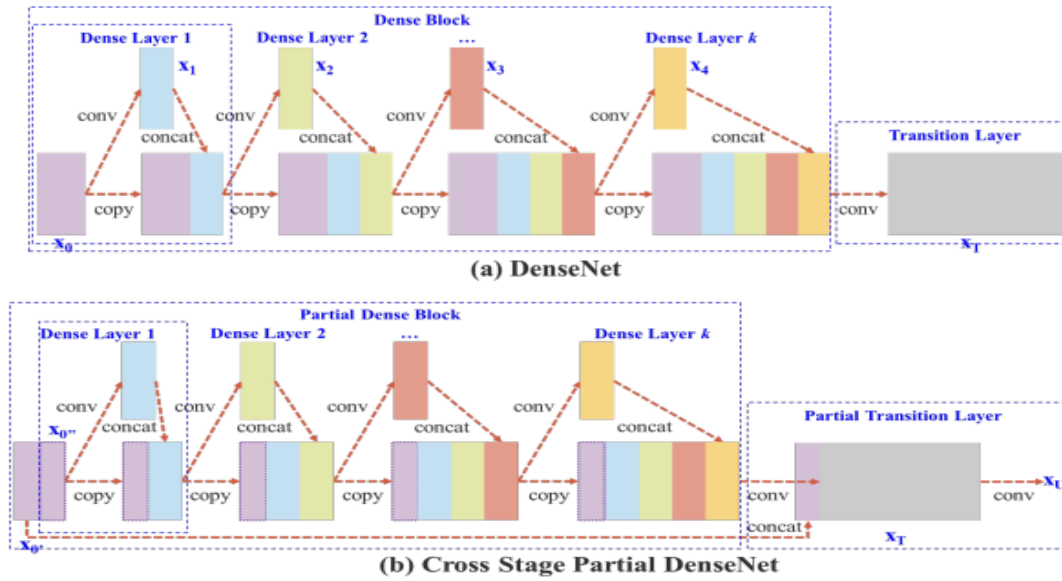 Dense Block
Dense Layer 1 Dense Layer 2 ... Dense Layer k
x1 x2 x3 x4
conv conv conv conv
concat concat concat concat
Transition Layer
copy copy copy copy conv
x0 xT
(a) DenseNet
Partial Dense Block
Dense Layer 1 Dense Layer 2 ... Dense Layer k
conv conv conv conv
Partial Transition Layer
x0'' concat concat concat concat
copy copy copy copy conv conv xU
concat
x0' xT
(b) Cross Stage Partial DenseNet